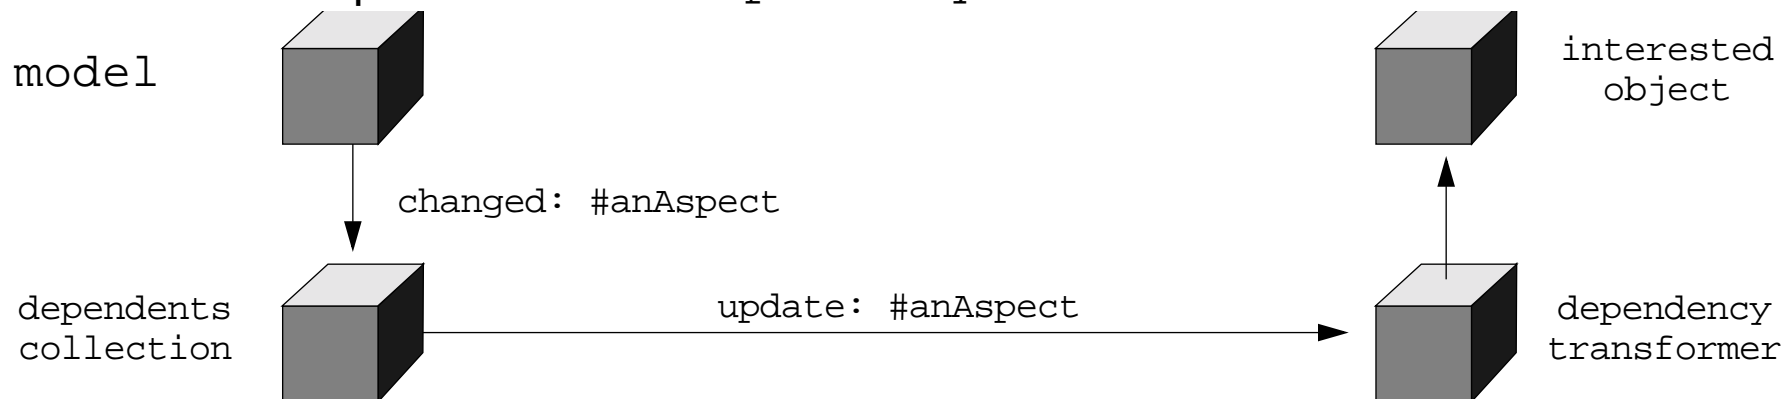 model
interested
object
changed: #anAspect
dependents
collection
update: #anAspect
dependency
transformer